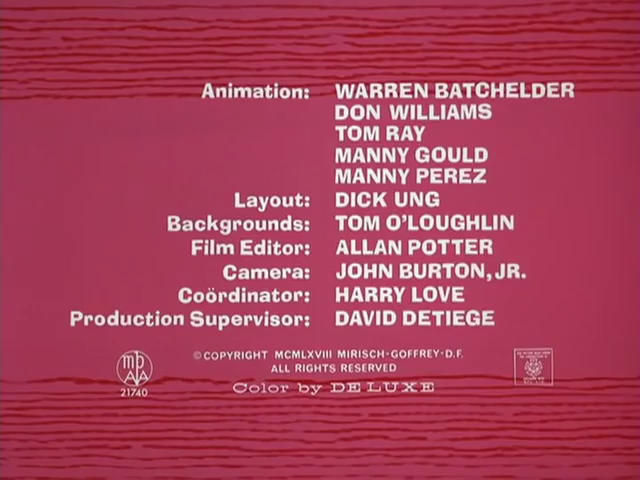 Animation: WARREN BATCHELDER
DON WILLIAMS
TOM RAY
MANNY GOULD
MANNY PEREZ
Layout: DICK UNG
Backgrounds: TOM O'LOUGHLIN
Film Editor: ALLAN POTTER
Camera: JOHN BURTON, JR.
Coördinator: HARRY LOVE
Production Supervisor: DAVID DETIEGE
©COPYRIGHT MCMLXVIII MIRISCH-GOFFREY-D.F.
ALL RIGHTS RESERVED
Color by DE LUXE
21740